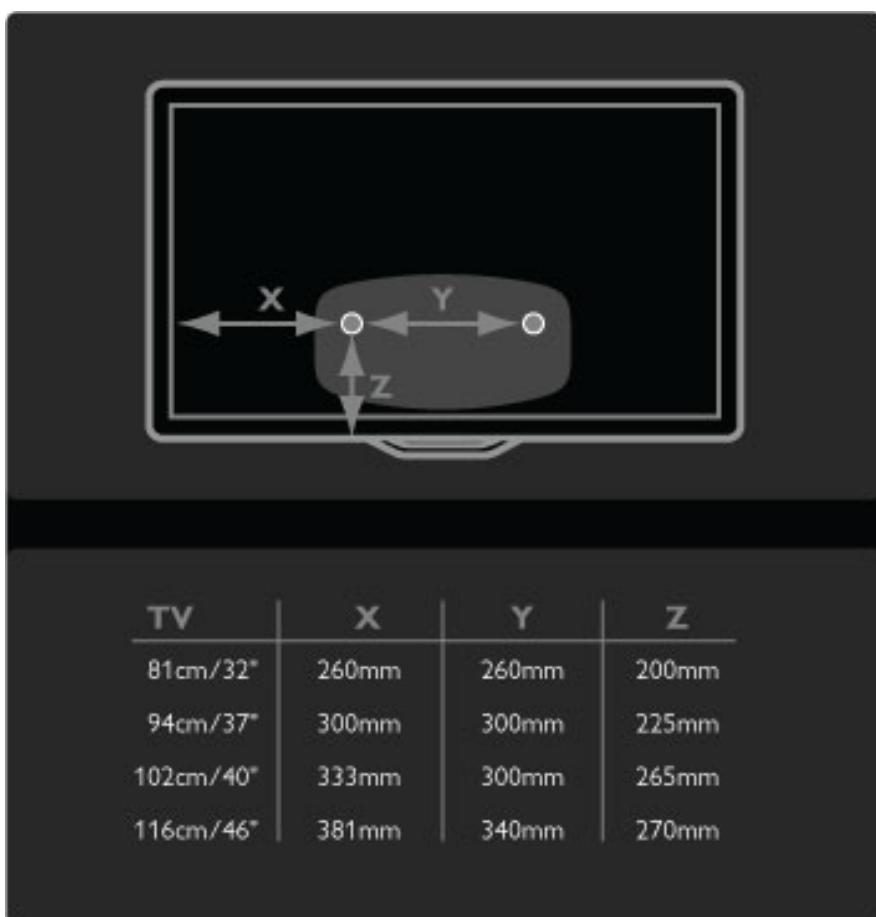 X Y
Z
TV X Y Z
81cm/32" 260mm 260mm 200mm
94cm/37" 300mm 300mm 225mm
102cm/40" 333mm 300mm 265mm
116cm/46" 381mm 340mm 270mm